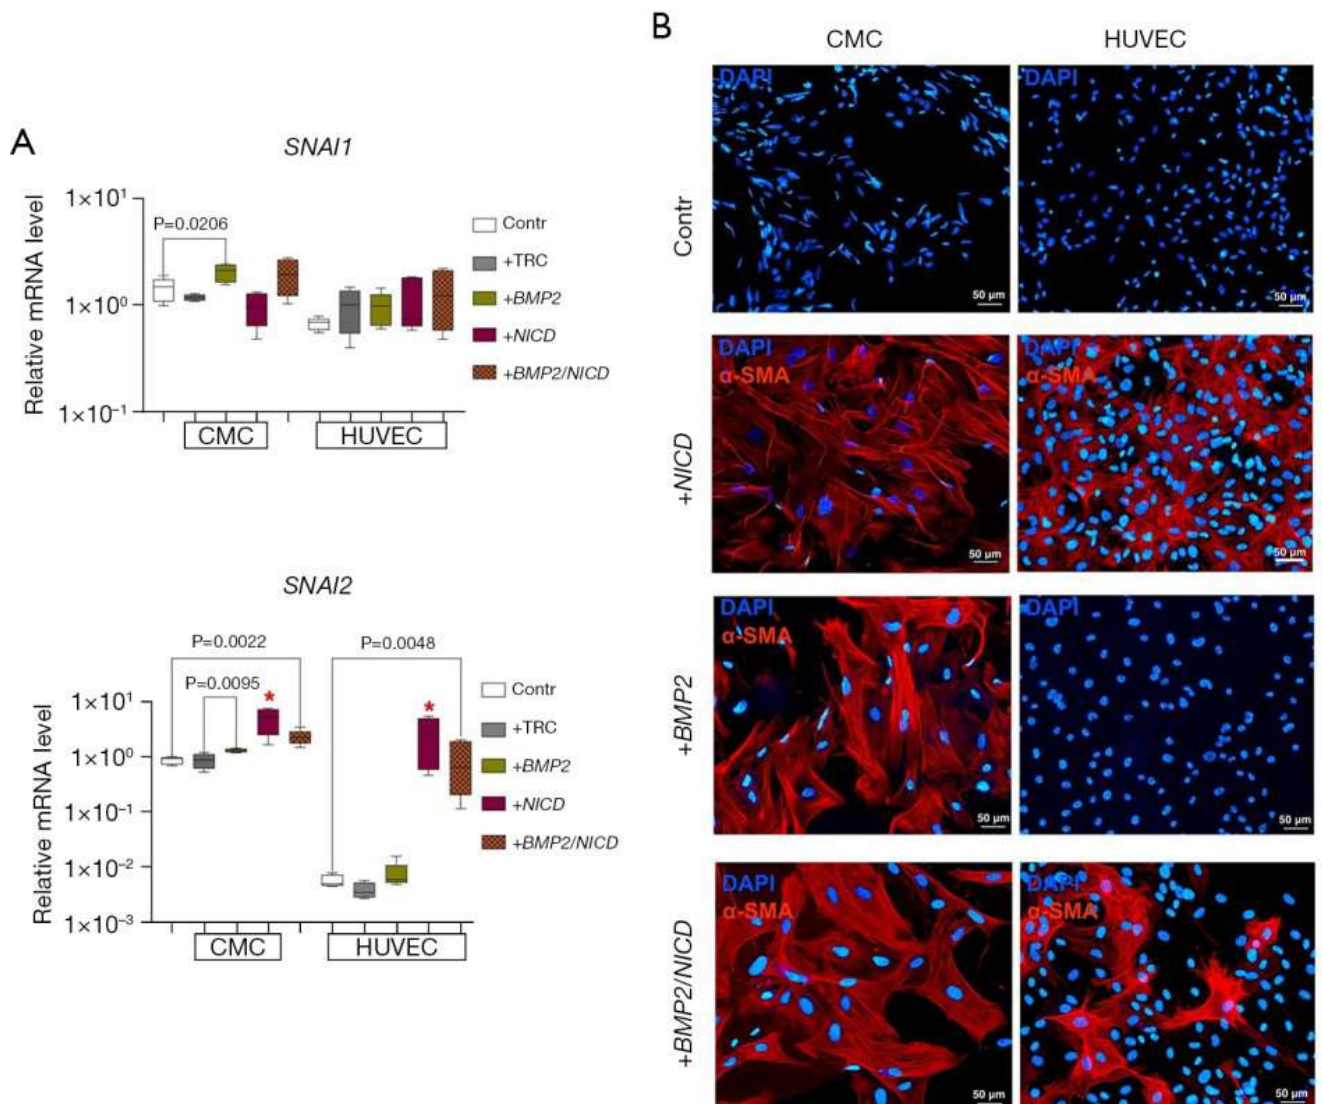 A
SNAI1
Relative mRNA level
1×10¹
1×10⁰
1×10⁻¹
P=0.0206
Contr
+TRC
+BMP2
+NICD
+BMP2/NICD
CMC
HUVEC
SNAI2
Relative mRNA level
1×10¹
1×10⁰
1×10⁻¹
1×10⁻²
1×10⁻³
P=0.0022
P=0.0095
*
P=0.0048
*
Contr
+TRC
+BMP2
+NICD
+BMP2/NICD
CMC
HUVEC
B
CMC
HUVEC
Contr
DAPI
50 µm
DAPI
50 µm
+NICD
DAPI
α-SMA
50 µm
DAPI
α-SMA
50 µm
+BMP2
DAPI
α-SMA
50 µm
DAPI
50 µm
+BMP2/NICD
DAPI
α-SMA
50 µm
DAPI
α-SMA
50 µm